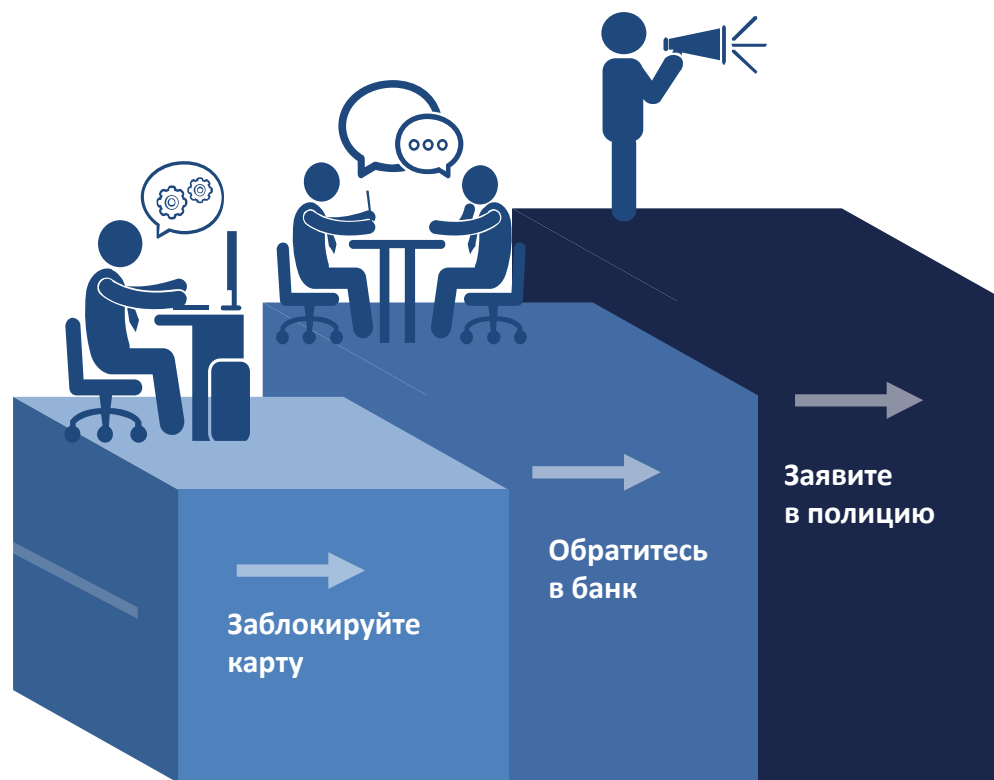 Заблокируйте
карту
Обратитесь
в банк
Заявите
в полицию